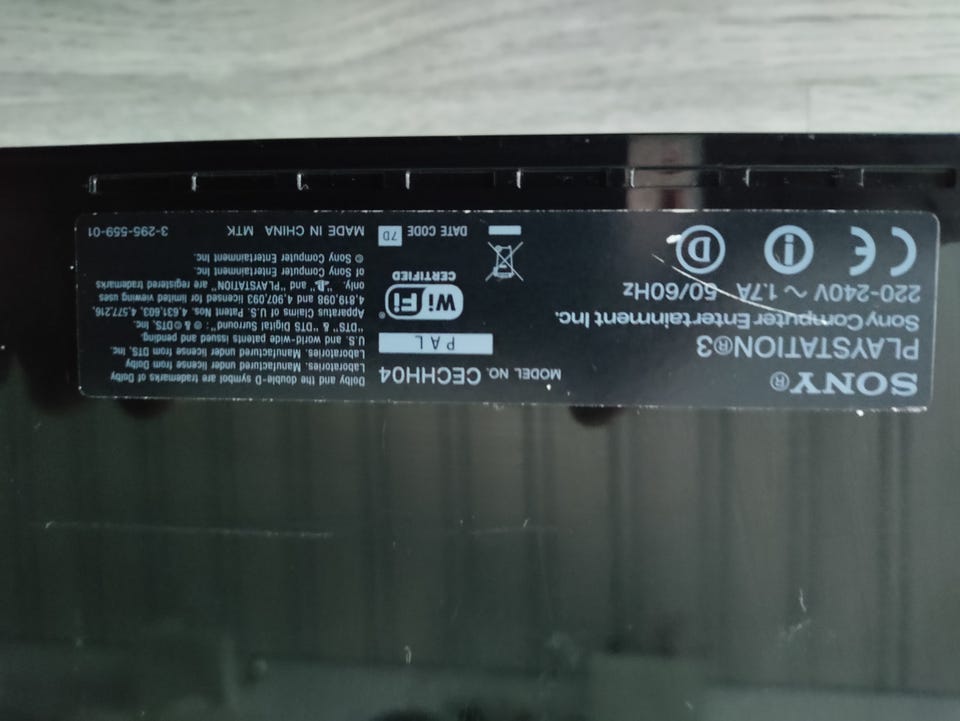 SONY®
PLAYSTATION®3
Sony Computer Entertainment Inc.
220-240V ~ 1.7A 50/60Hz
CE i D
MODEL NO. CECHH04
PAL
Wi Fi®
CERTIFIED
DATE CODE 7D
Dolby and the double-D symbol are trademarks of Dolby
Laboratories. Manufactured under license from Dolby
Laboratories. Manufactured under license from DTS, Inc.
U.S. and world-wide patents issued and pending.
"DTS" & "DTS Digital Surround": ® & © DTS, Inc.
Apparatus Claims of U.S. Patent Nos. 4,631,603, 4,577,216,
4,819,098 and 4,907,093 licensed for limited viewing uses
only. " " and "PLAYSTATION" are registered trademarks
of Sony Computer Entertainment Inc.
© Sony Computer Entertainment Inc.
MADE IN CHINA MTK 3-295-559-01